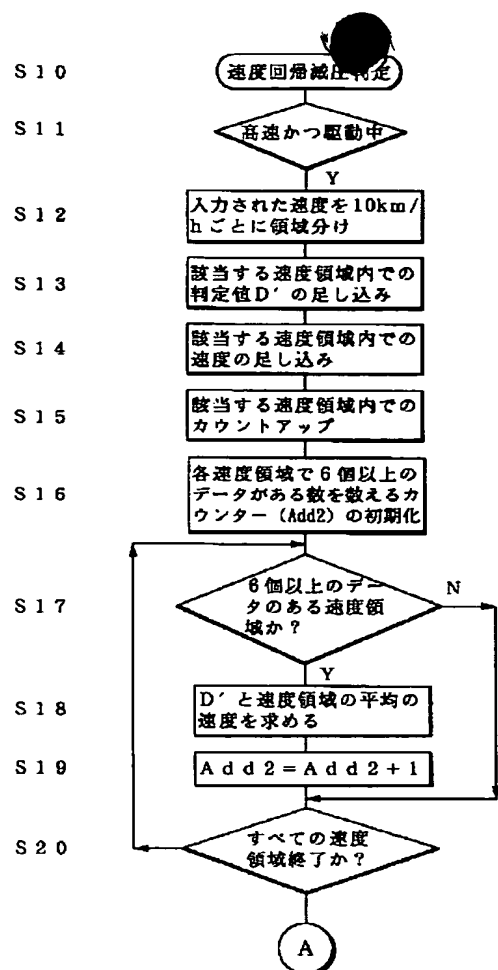 S10
速度回帰減圧判定
S11
高速かつ駆動中
Y
S12
入力された速度を10km/
hごとに領域分け
S13
該当する速度領域内での
判定値D′の足し込み
S14
該当する速度領域内での
速度の足し込み
S15
該当する速度領域内での
カウントアップ
S16
各速度領域で6個以上の
データがある数を数えるカ
ウンター(Add2)の初期化
S17
6個以上のデー
タのある速度領
域か?
N
Y
S18
D′と速度領域の平均の
速度を求める
S19
Add2=Add2+1
S20
すべての速度
領域終了か?
A